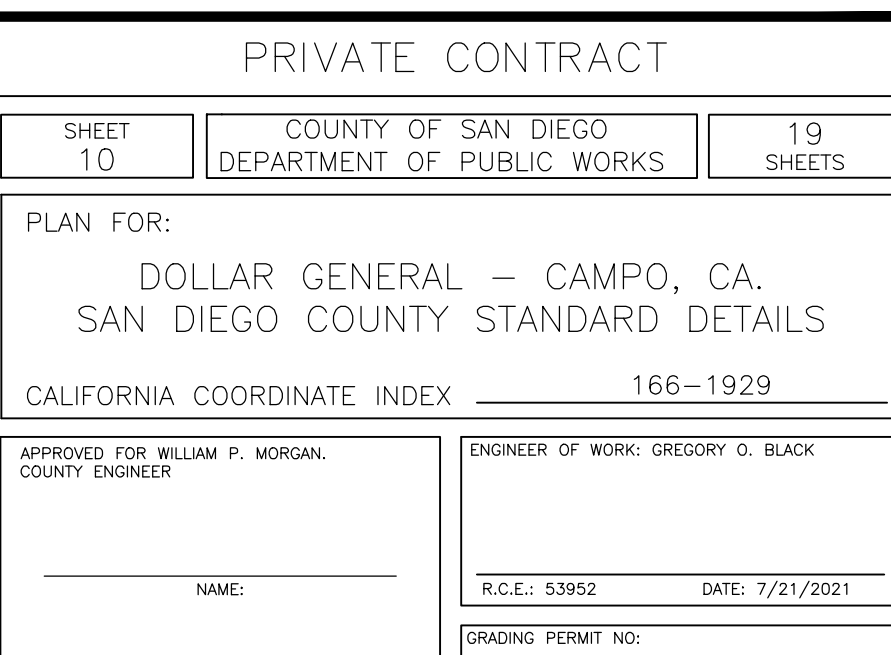 PRIVATE CONTRACT
SHEET
10
COUNTY OF SAN DIEGO
DEPARTMENT OF PUBLIC WORKS
19
SHEETS
PLAN FOR:
DOLLAR GENERAL – CAMPO, CA.
SAN DIEGO COUNTY STANDARD DETAILS
CALIFORNIA COORDINATE INDEX 166–1929
APPROVED FOR WILLIAM P. MORGAN.
COUNTY ENGINEER
NAME:
ENGINEER OF WORK: GREGORY O. BLACK
R.C.E.: 53952 DATE: 7/21/2021
GRADING PERMIT NO: